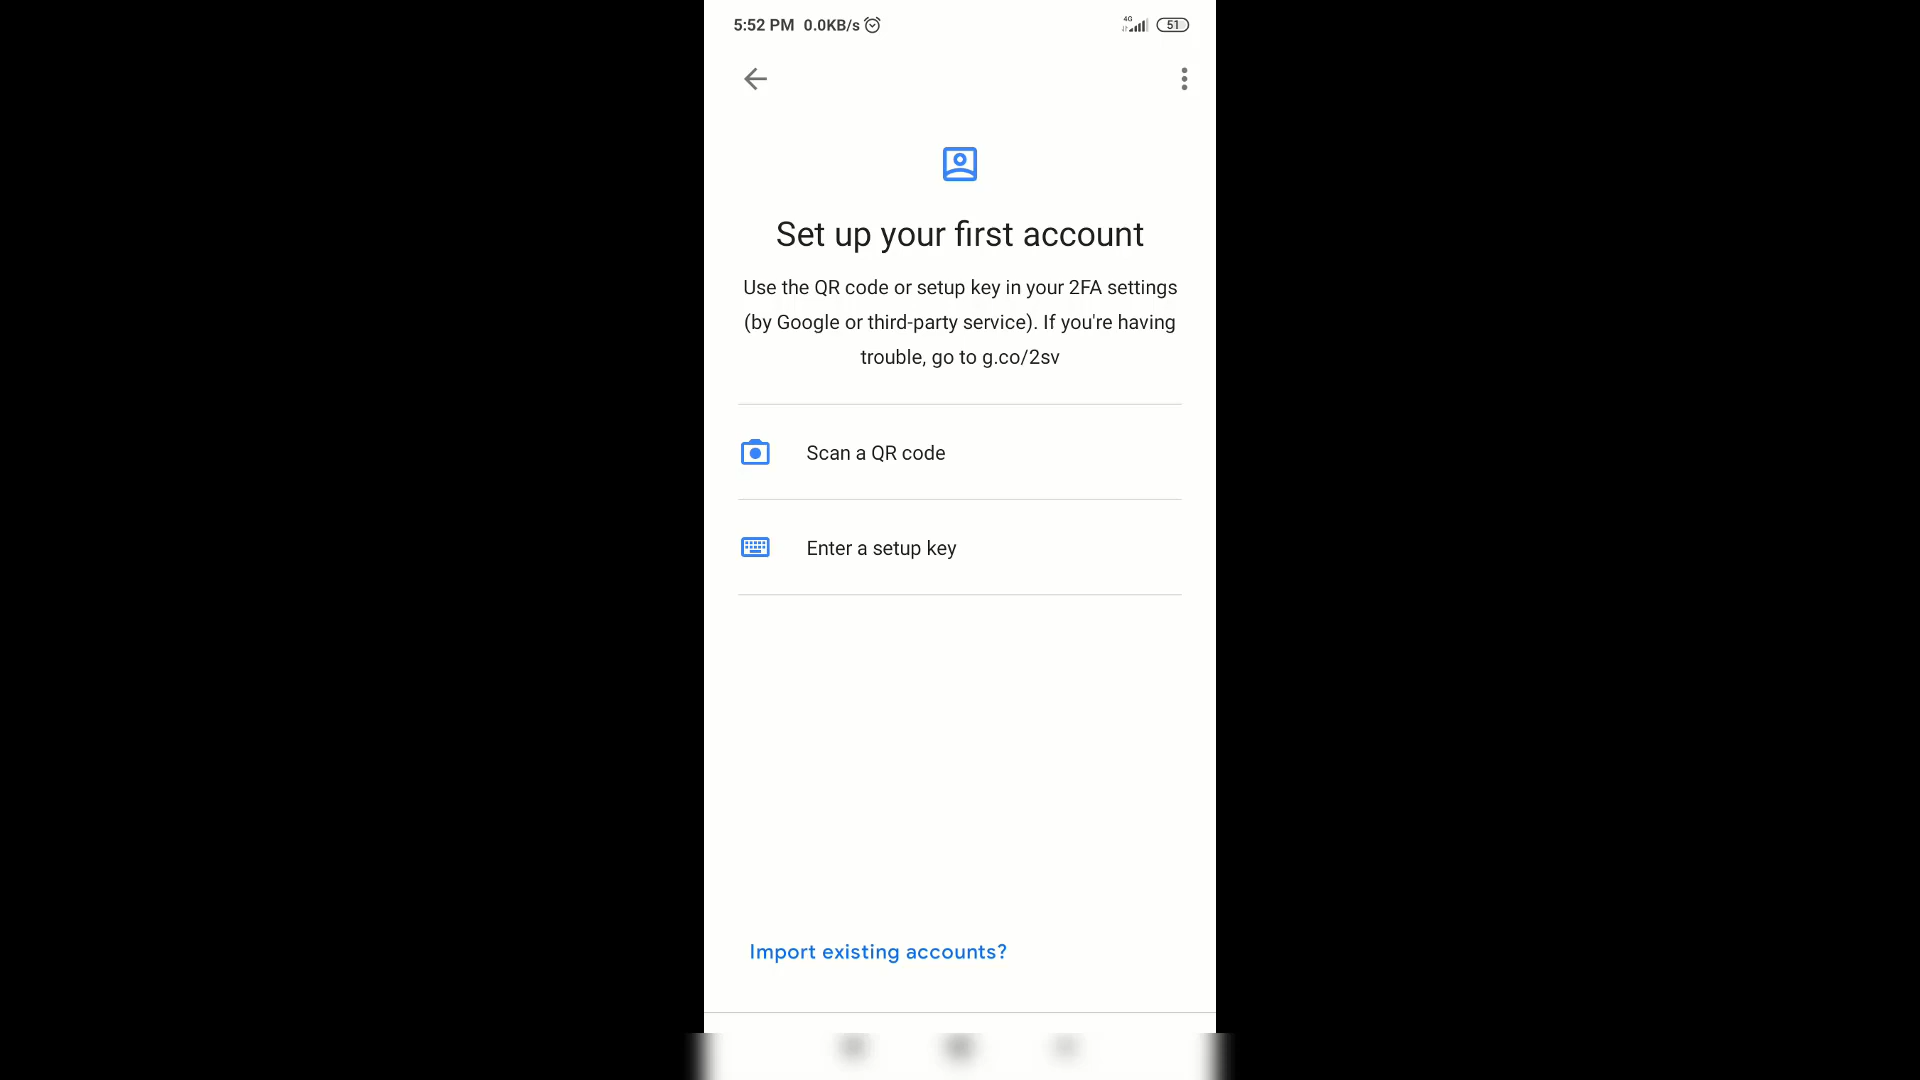 5:52 PM 0.0KB/s 4G 51
Set up your first account
Use the QR code or setup key in your 2FA settings
(by Google or third-party service). If you're having
trouble, go to g.co/2sv
Scan a QR code
Enter a setup key
Import existing accounts?